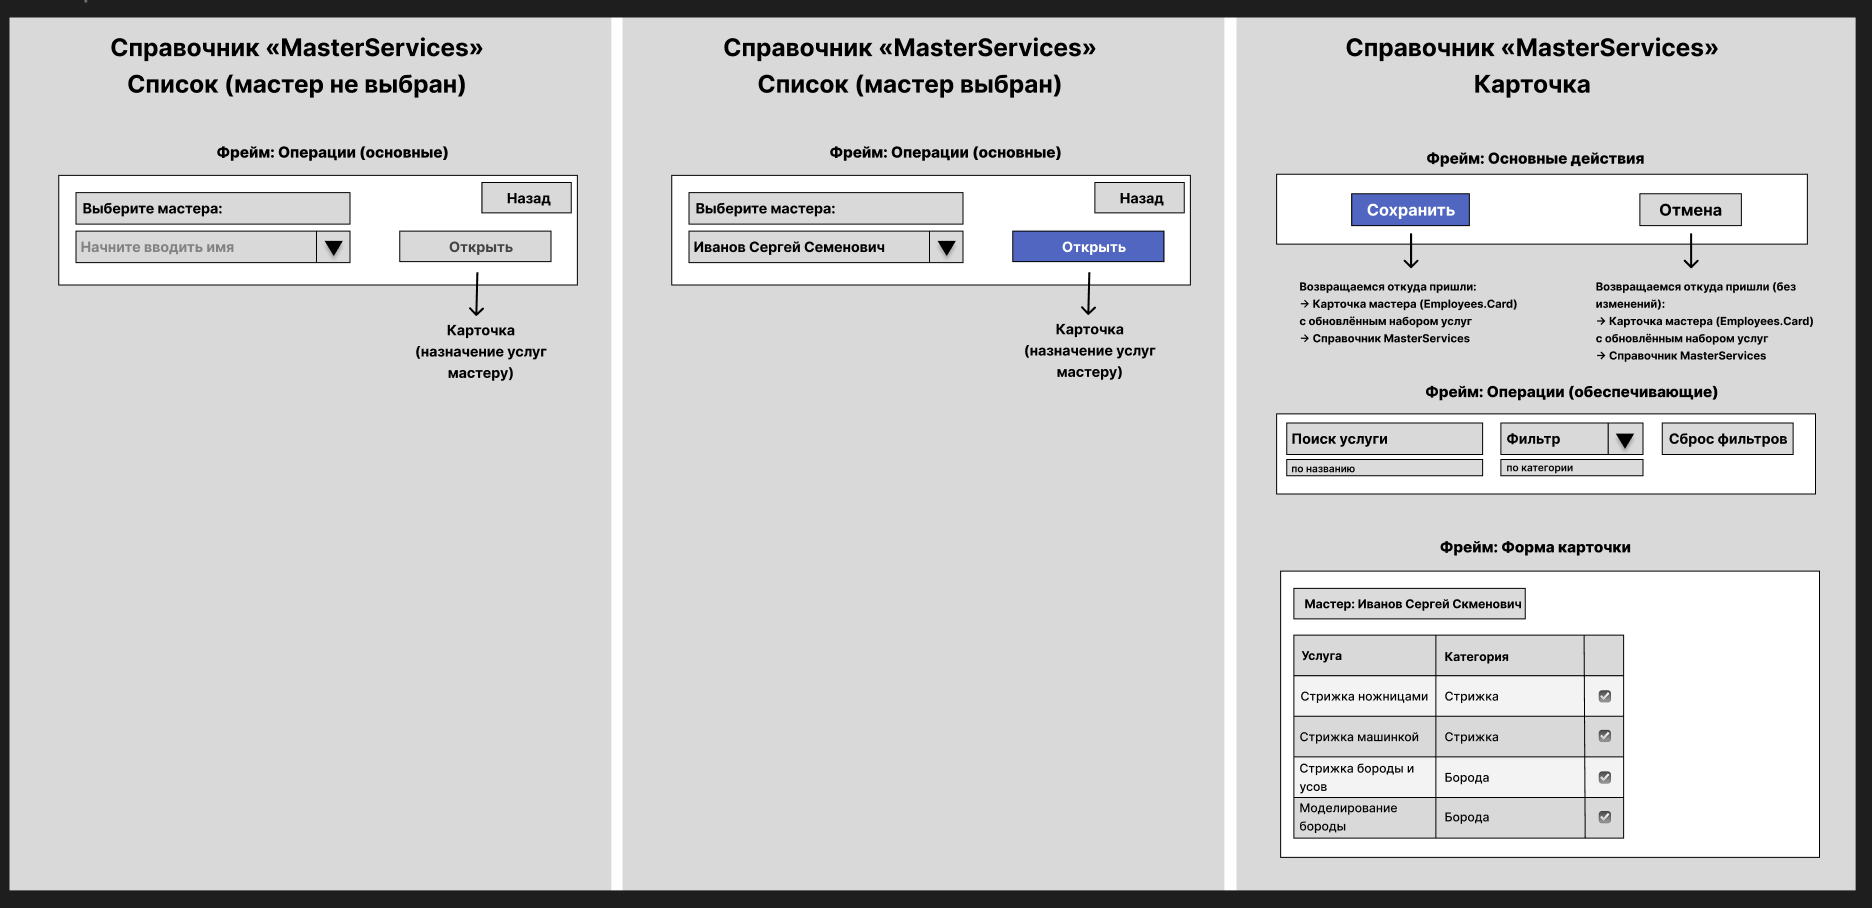 Справочник «MasterServices»
Список (мастер не выбран)
Фрейм: Операции (основные)
Назад
Выберите мастера:
Начните вводить имя
Открыть
Карточка
(назначение услуг
мастеру)
Справочник «MasterServices»
Список (мастер выбран)
Фрейм: Операции (основные)
Назад
Выберите мастера:
Иванов Сергей Семенович
Открыть
Карточка
(назначение услуг
мастеру)
Справочник «MasterServices»
Карточка
Фрейм: Основные действия
Сохранить
Отмена
Возвращаемся откуда пришли:
→ Карточка мастера (Employees.Card)
с обновлённым набором услуг
→ Справочник MasterServices
Возвращаемся откуда пришли (без
изменений):
→ Карточка мастера (Employees.Card)
с обновлённым набором услуг
→ Справочник MasterServices
Фрейм: Операции (обеспечивающие)
Поиск услуги
Фильтр
Сброс фильтров
по названию
по категории
Фрейм: Форма карточки
Мастер: Иванов Сергей Скменович
Услуга
Категория
Стрижка ножницами
Стрижка
Стрижка машинкой
Стрижка
Стрижка бороды и
усов
Борода
Моделирование
бороды
Борода